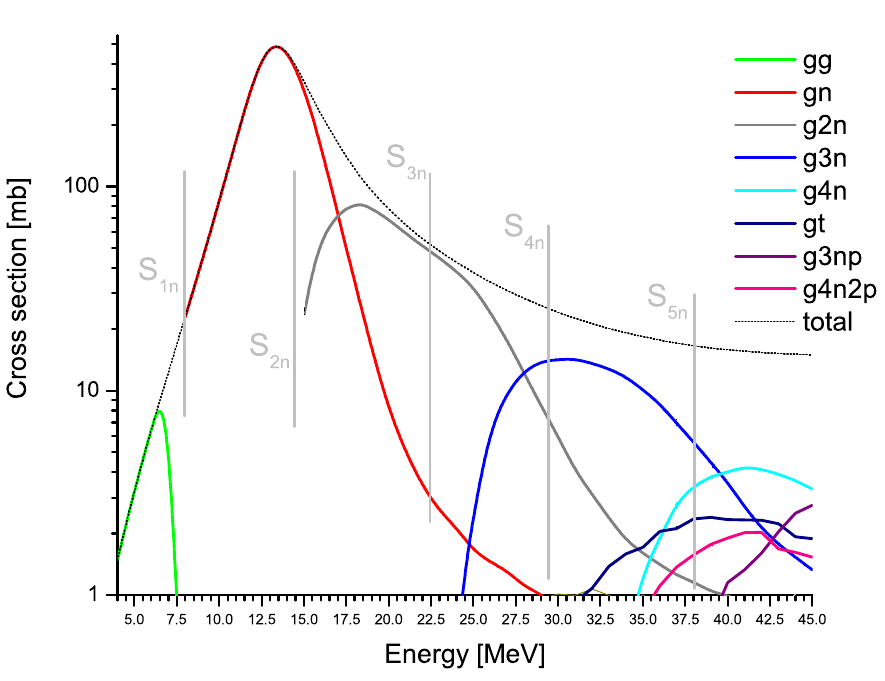 Cross section [mb]
100
10
1
S1n
S2n
S3n
S4n
S5n
gg
gn
g2n
g3n
g4n
gt
g3np
g4n2p
total
5.0 7.5 10.0 12.5 15.0 17.5 20.0 22.5 25.0 27.5 30.0 32.5 35.0 37.5 40.0 42.5 45.0
Energy [MeV]